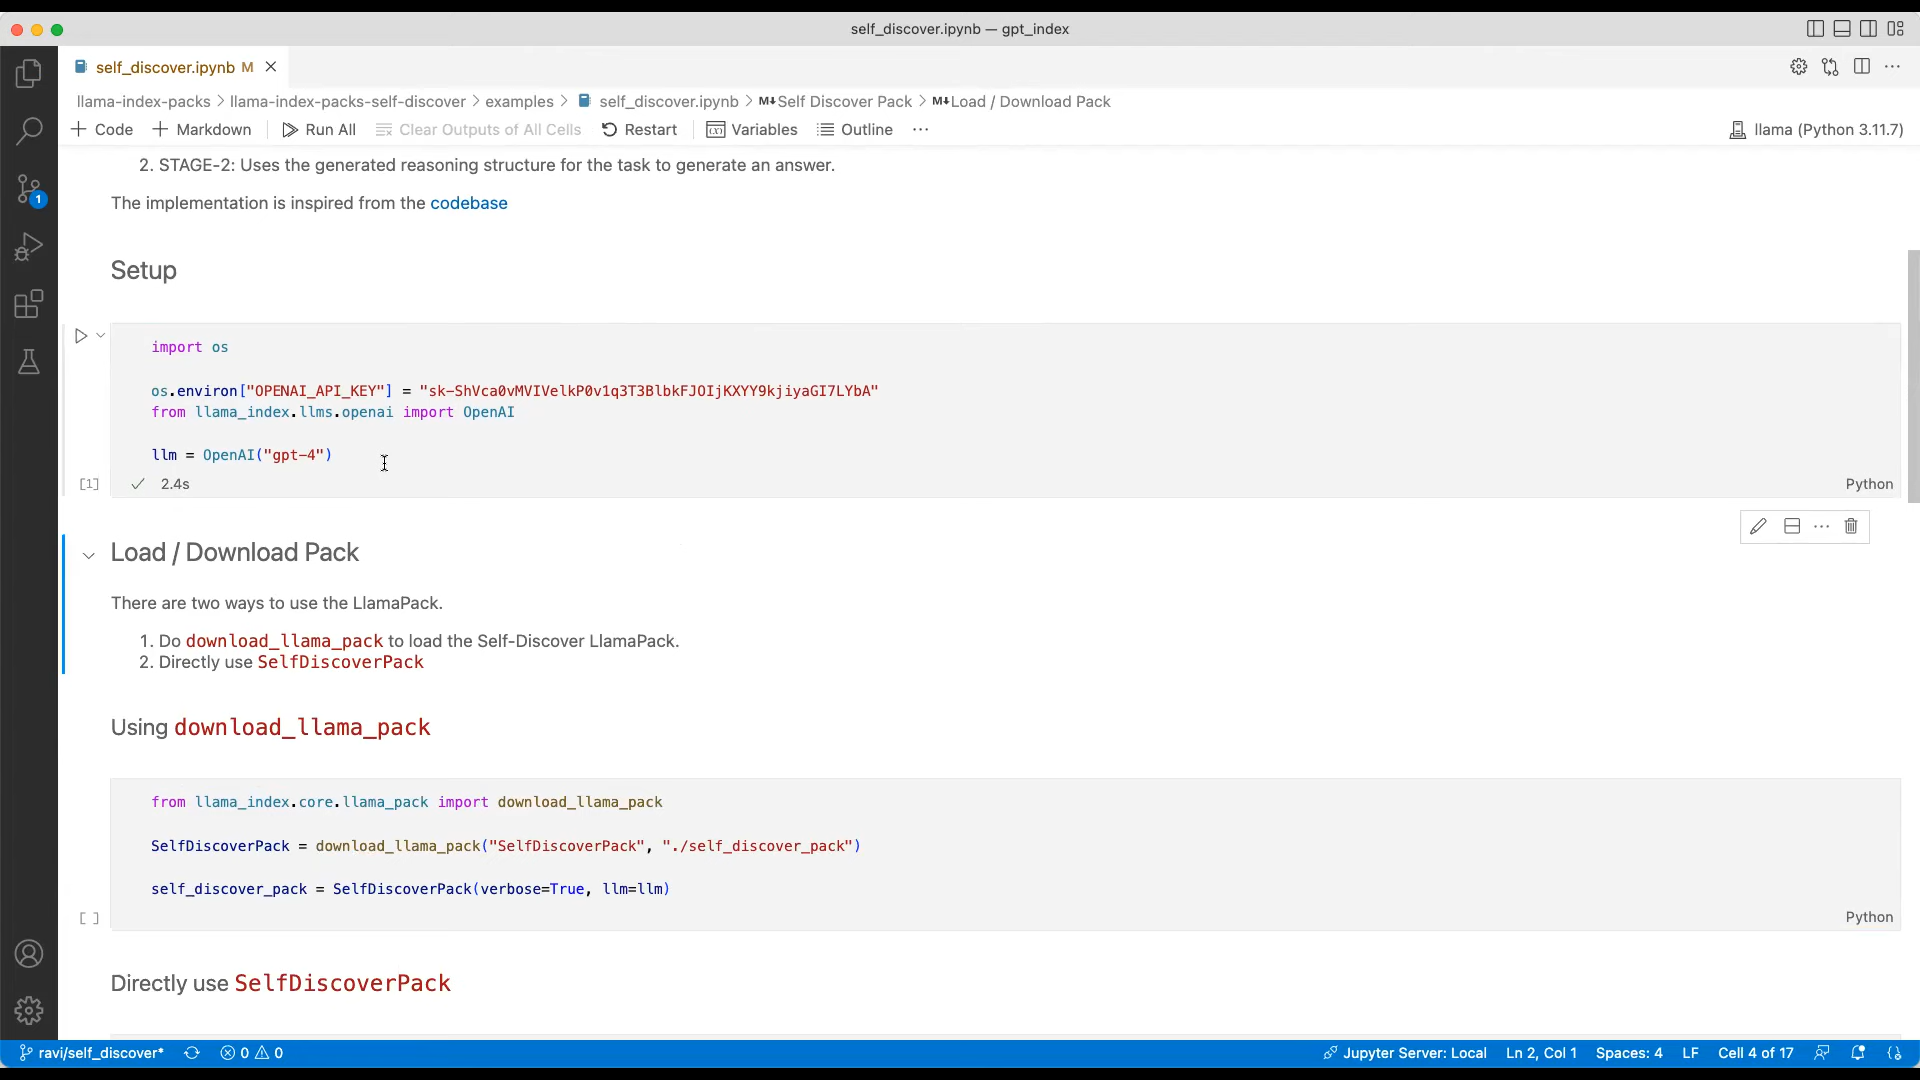 self_discover.ipynb — gpt_index
self_discover.ipynb M
llama-index-packs > llama-index-packs-self-discover > examples > self_discover.ipynb > M↓Self Discover Pack > M↓Load / Download Pack
+ Code + Markdown Run All Clear Outputs of All Cells Restart Variables Outline ··· llama (Python 3.11.7)
2. STAGE-2: Uses the generated reasoning structure for the task to generate an answer.
The implementation is inspired from the codebase
1
Setup
import os
os.environ["OPENAI_API_KEY"] = "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"
from llama_index.llms.openai import OpenAI
llm = OpenAI("gpt-4")
[1] ✓ 2.4s Python
Load / Download Pack
There are two ways to use the LlamaPack.
1. Do download_llama_pack to load the Self-Discover LlamaPack.
2. Directly use SelfDiscoverPack
Using download_llama_pack
from llama_index.core.llama_pack import download_llama_pack
SelfDiscoverPack = download_llama_pack("SelfDiscoverPack", "./self_discover_pack")
self_discover_pack = SelfDiscoverPack(verbose=True, llm=llm)
[ ] Python
Directly use SelfDiscoverPack
ravi/self_discover* 0 0 Jupyter Server: Local Ln 2, Col 1 Spaces: 4 LF Cell 4 of 17